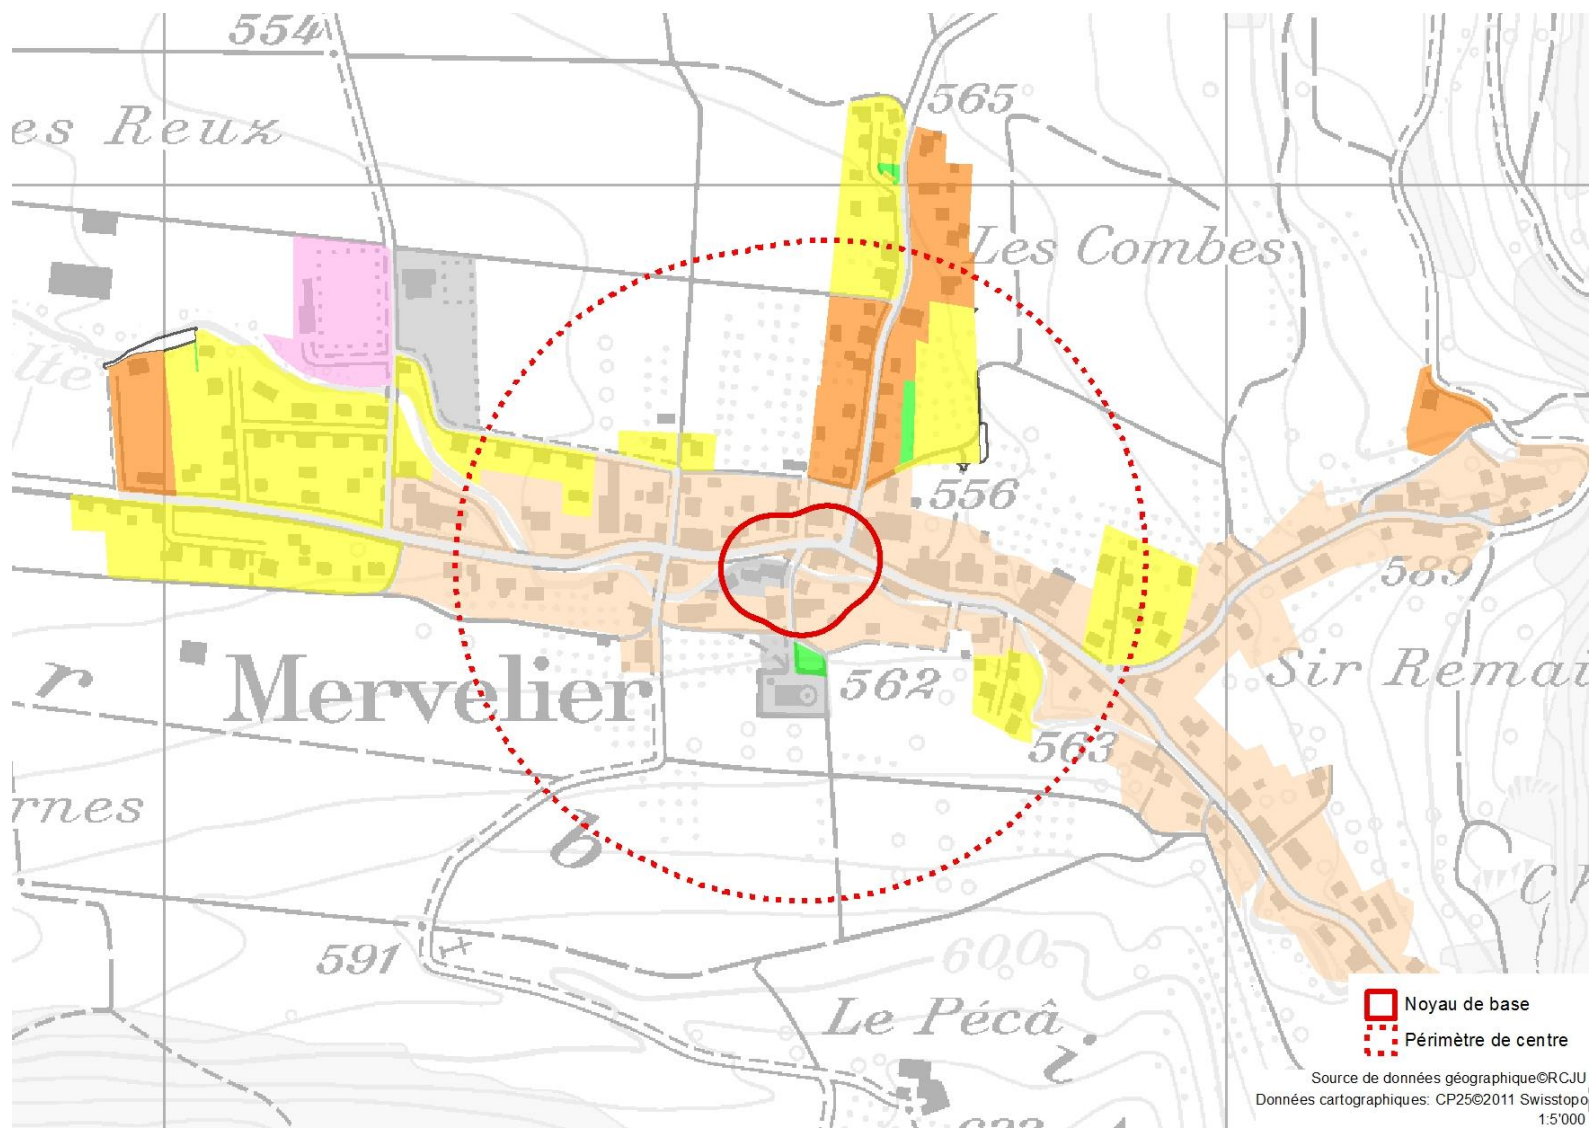 554
565
es Reux
Les Combes
lte
556
589
r
Mervelier
562
Sir Remai
563
rnes
b
591
600
Le Pécâ
i
Noyau de base
Périmètre de centre
Source de données géographique©RCJU
Données cartographiques: CP25©2011 Swisstopo
1:5'000